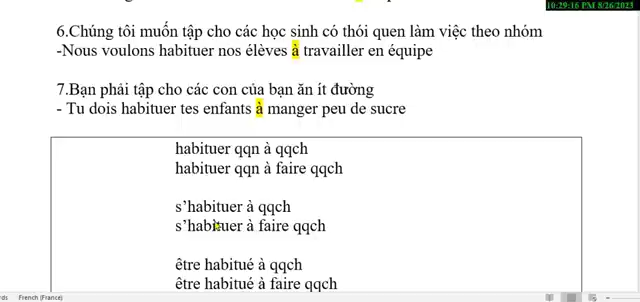 10:29:16 PM 8/26/2023
6.Chúng tôi muốn tập cho các học sinh có thói quen làm việc theo nhóm
-Nous voulons habituer nos élèves à travailler en équipe
7.Bạn phải tập cho các con của bạn ăn ít đường
- Tu dois habituer tes enfants à manger peu de sucre
habituer qqn à qqch
habituer qqn à faire qqch
s’habituer à qqch
s’habituer à faire qqch
être habitué à qqch
être habitué à faire qqch
French (France)